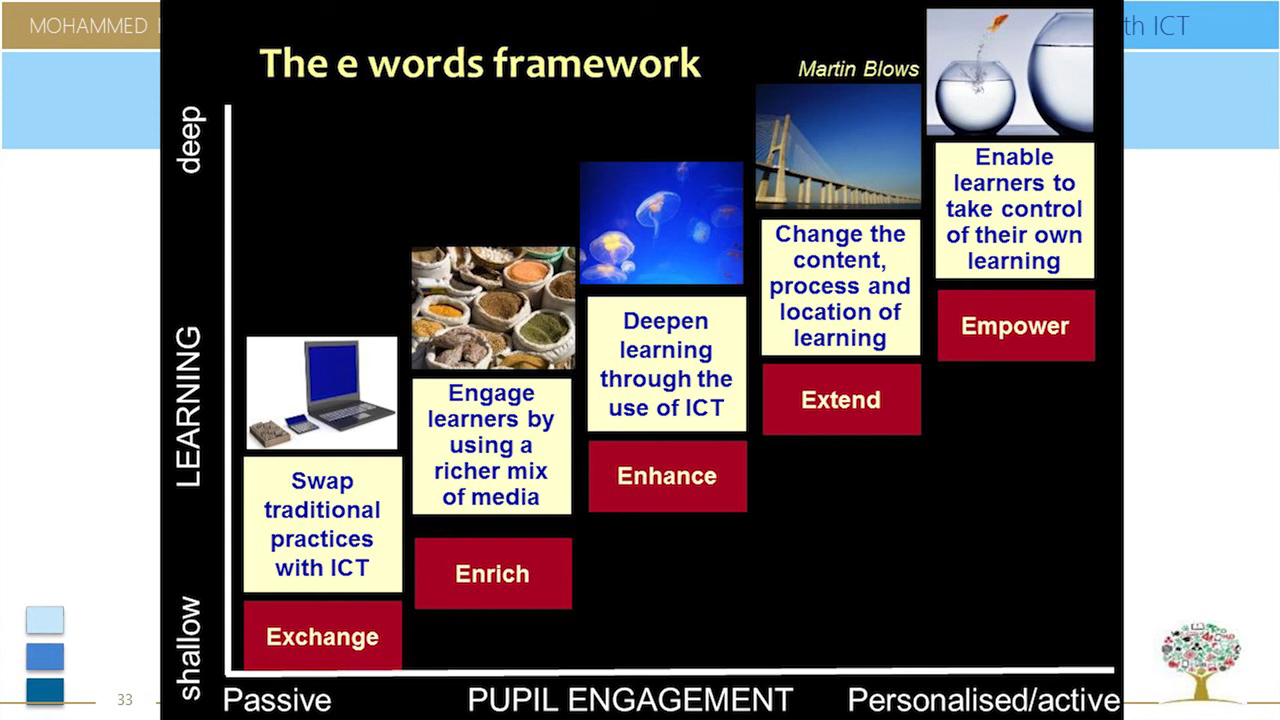 MOHAMMED
th ICT
The e words framework
Martin Blows
deep
LEARNING
shallow
Swap
traditional
practices
with ICT
Exchange
Engage
learners by
using a
richer mix
of media
Enrich
Deepen
learning
through the
use of ICT
Enhance
Change the
content,
process and
location of
learning
Extend
Enable
learners to
take control
of their own
learning
Empower
Passive
PUPIL ENGAGEMENT
Personalised/active
33